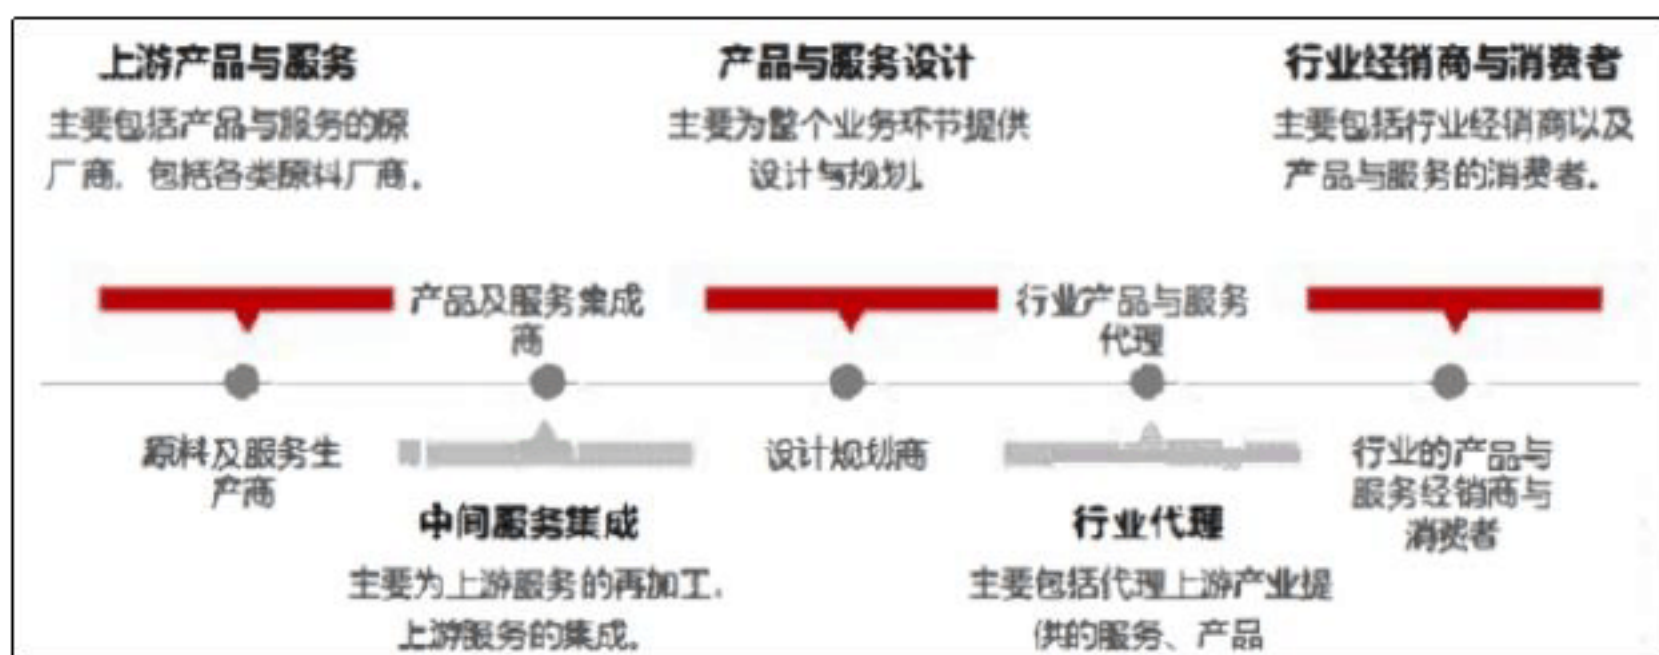 上游产品与服务
主要包括产品与服务的原
厂商，包括各类原料厂商。
产品与服务设计
主要为整个业务环节提供
设计与规划。
行业经销商与消费者
主要包括行业经销商以及
产品与服务的消费者。
产品及服务集成
商
行业产品与服务
代理
原料及服务生
产商
设计规划商
行业的产品与
服务经销商与
消费者
中间服务集成
主要为上游服务的再加工，
上游服务的集成。
行业代理
主要包括代理上游产业提
供的服务、产品